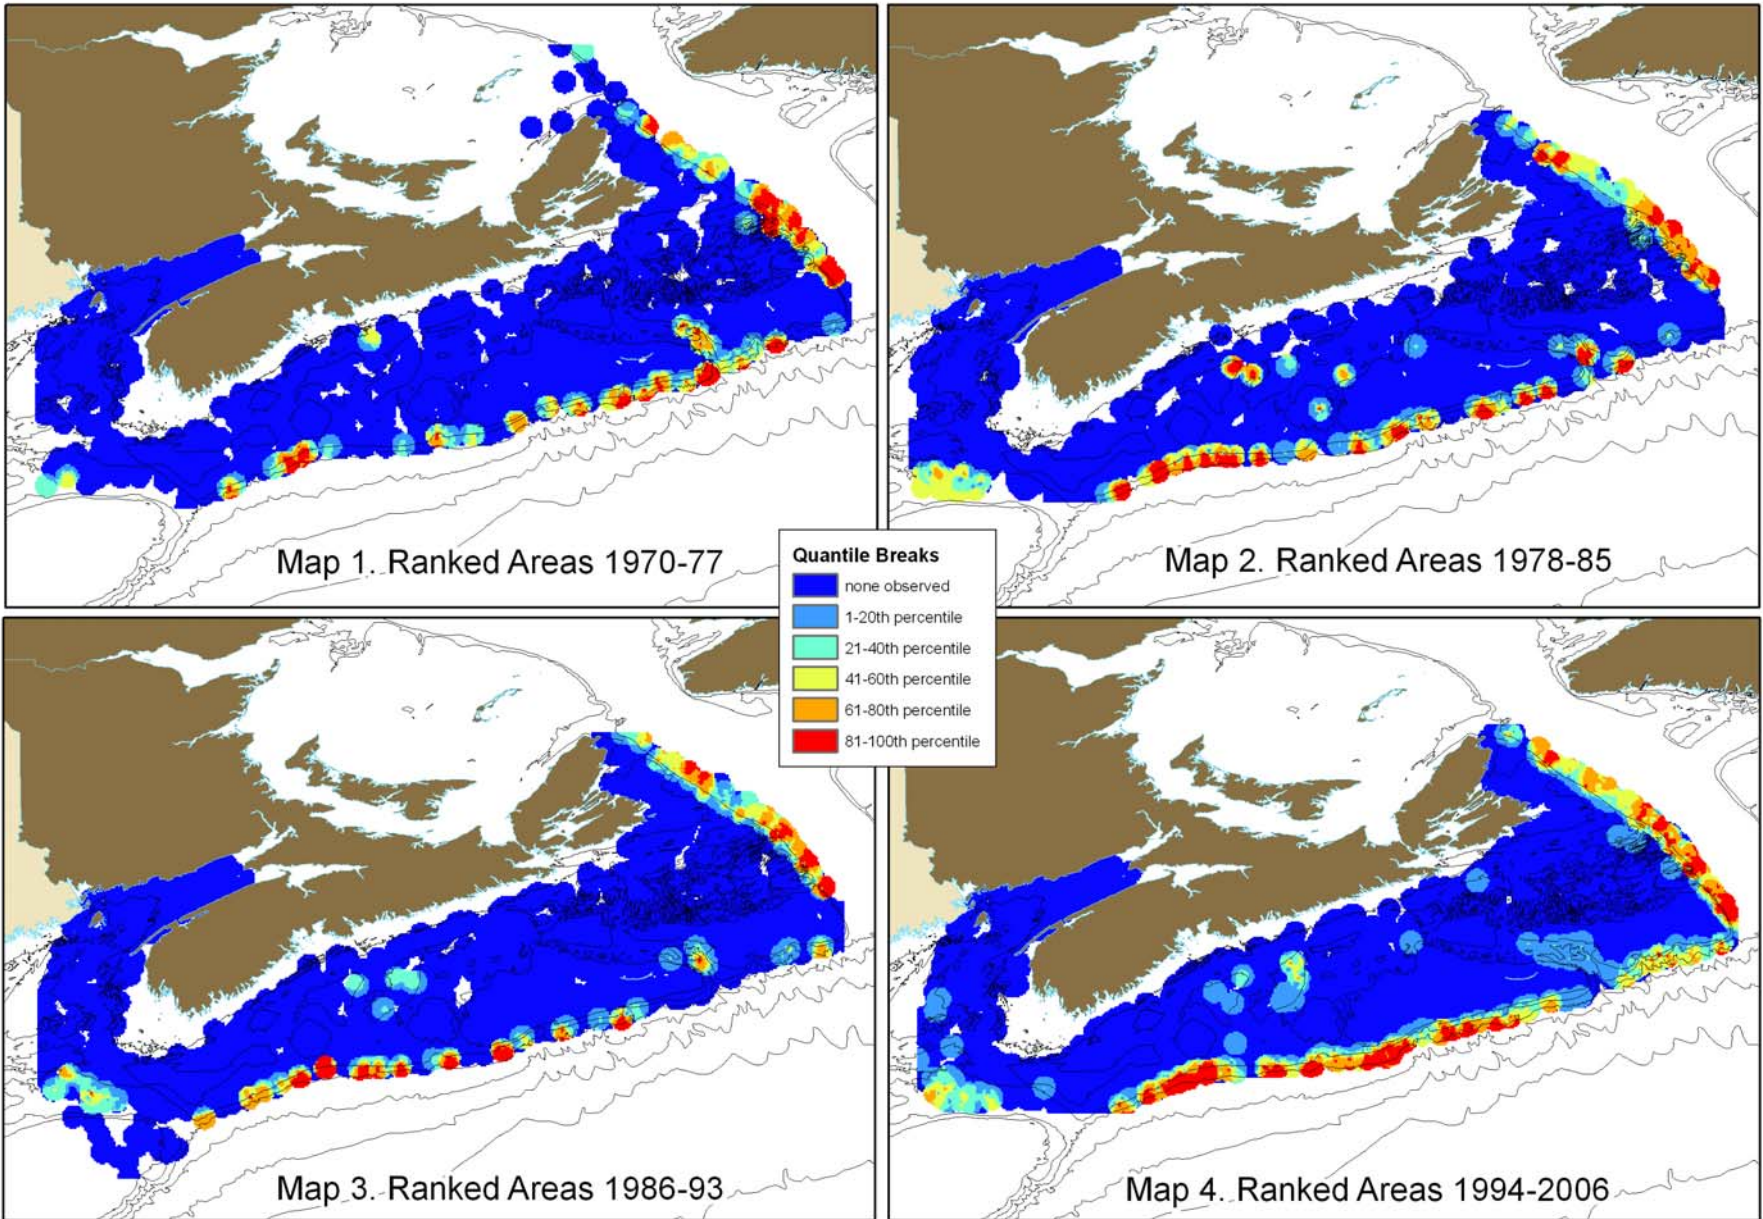 Map 1. Ranked Areas 1970-77
Map 2. Ranked Areas 1978-85
Quantile Breaks
none observed
1-20th percentile
21-40th percentile
41-60th percentile
61-80th percentile
81-100th percentile
Map 3. Ranked Areas 1986-93
Map 4. Ranked Areas 1994-2006